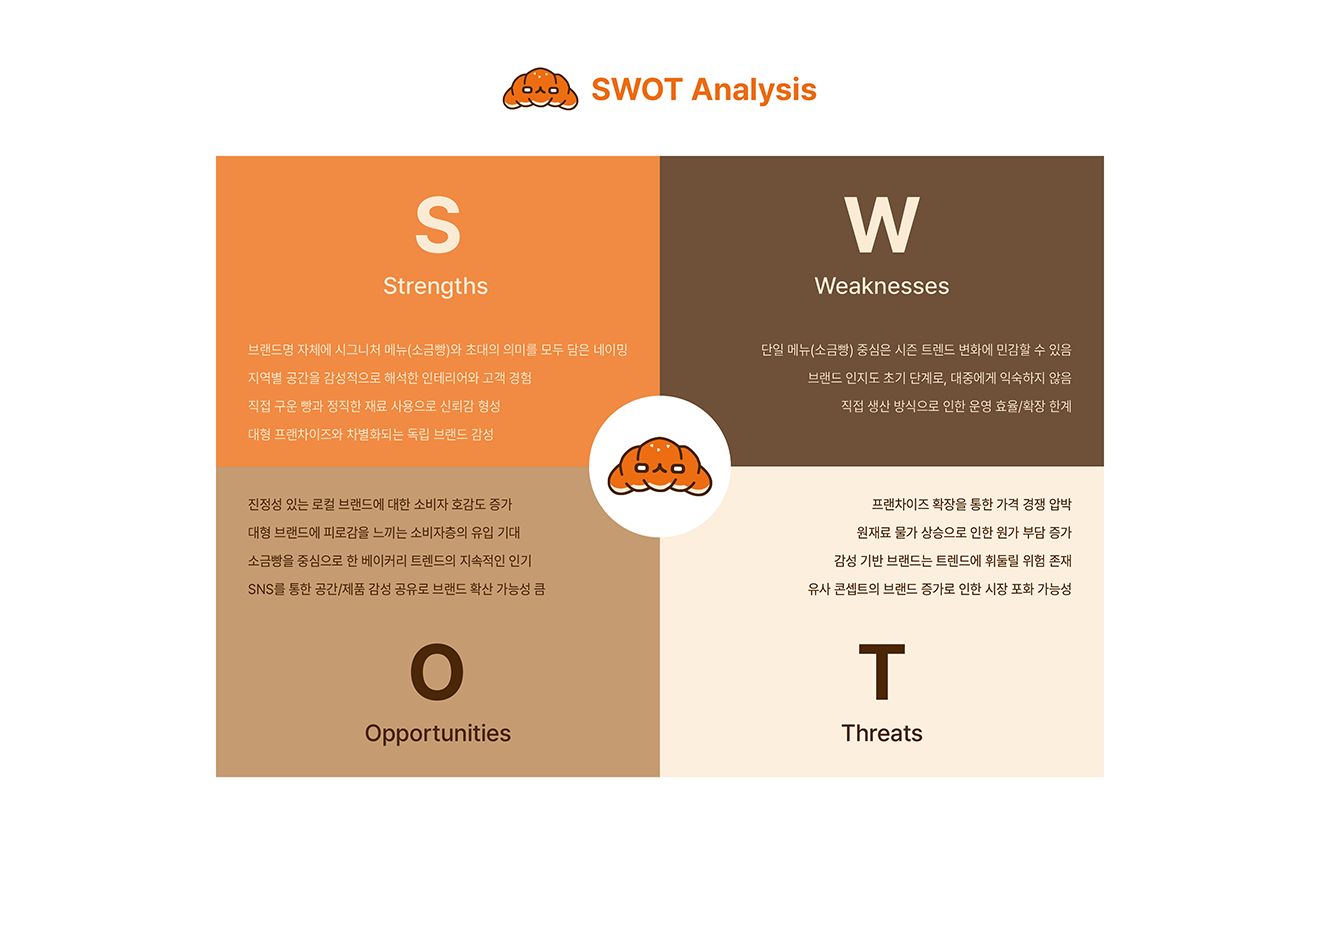 SWOT Analysis
S
Strengths
브랜드명 자체에 시그니처 메뉴(소금빵)와 초대의 의미를 모두 담은 네이밍
지역별 공간을 감성적으로 해석한 인테리어와 고객 경험
직접 구운 빵과 정직한 재료 사용으로 신뢰감 형성
대형 프랜차이즈와 차별화되는 독립 브랜드 감성
W
Weaknesses
단일 메뉴(소금빵) 중심은 시즌 트렌드 변화에 민감할 수 있음
브랜드 인지도 초기 단계로, 대중에게 익숙하지 않음
직접 생산 방식으로 인한 운영 효율/확장 한계
진정성 있는 로컬 브랜드에 대한 소비자 호감도 증가
대형 브랜드에 피로감을 느끼는 소비자층의 유입 기대
소금빵을 중심으로 한 베이커리 트렌드의 지속적인 인기
SNS를 통한 공간/제품 감성 공유로 브랜드 확산 가능성 큼
O
Opportunities
프랜차이즈 확장을 통한 가격 경쟁 압박
원재료 물가 상승으로 인한 원가 부담 증가
감성 기반 브랜드는 트렌드에 휘둘릴 위험 존재
유사 콘셉트의 브랜드 증가로 인한 시장 포화 가능성
T
Threats